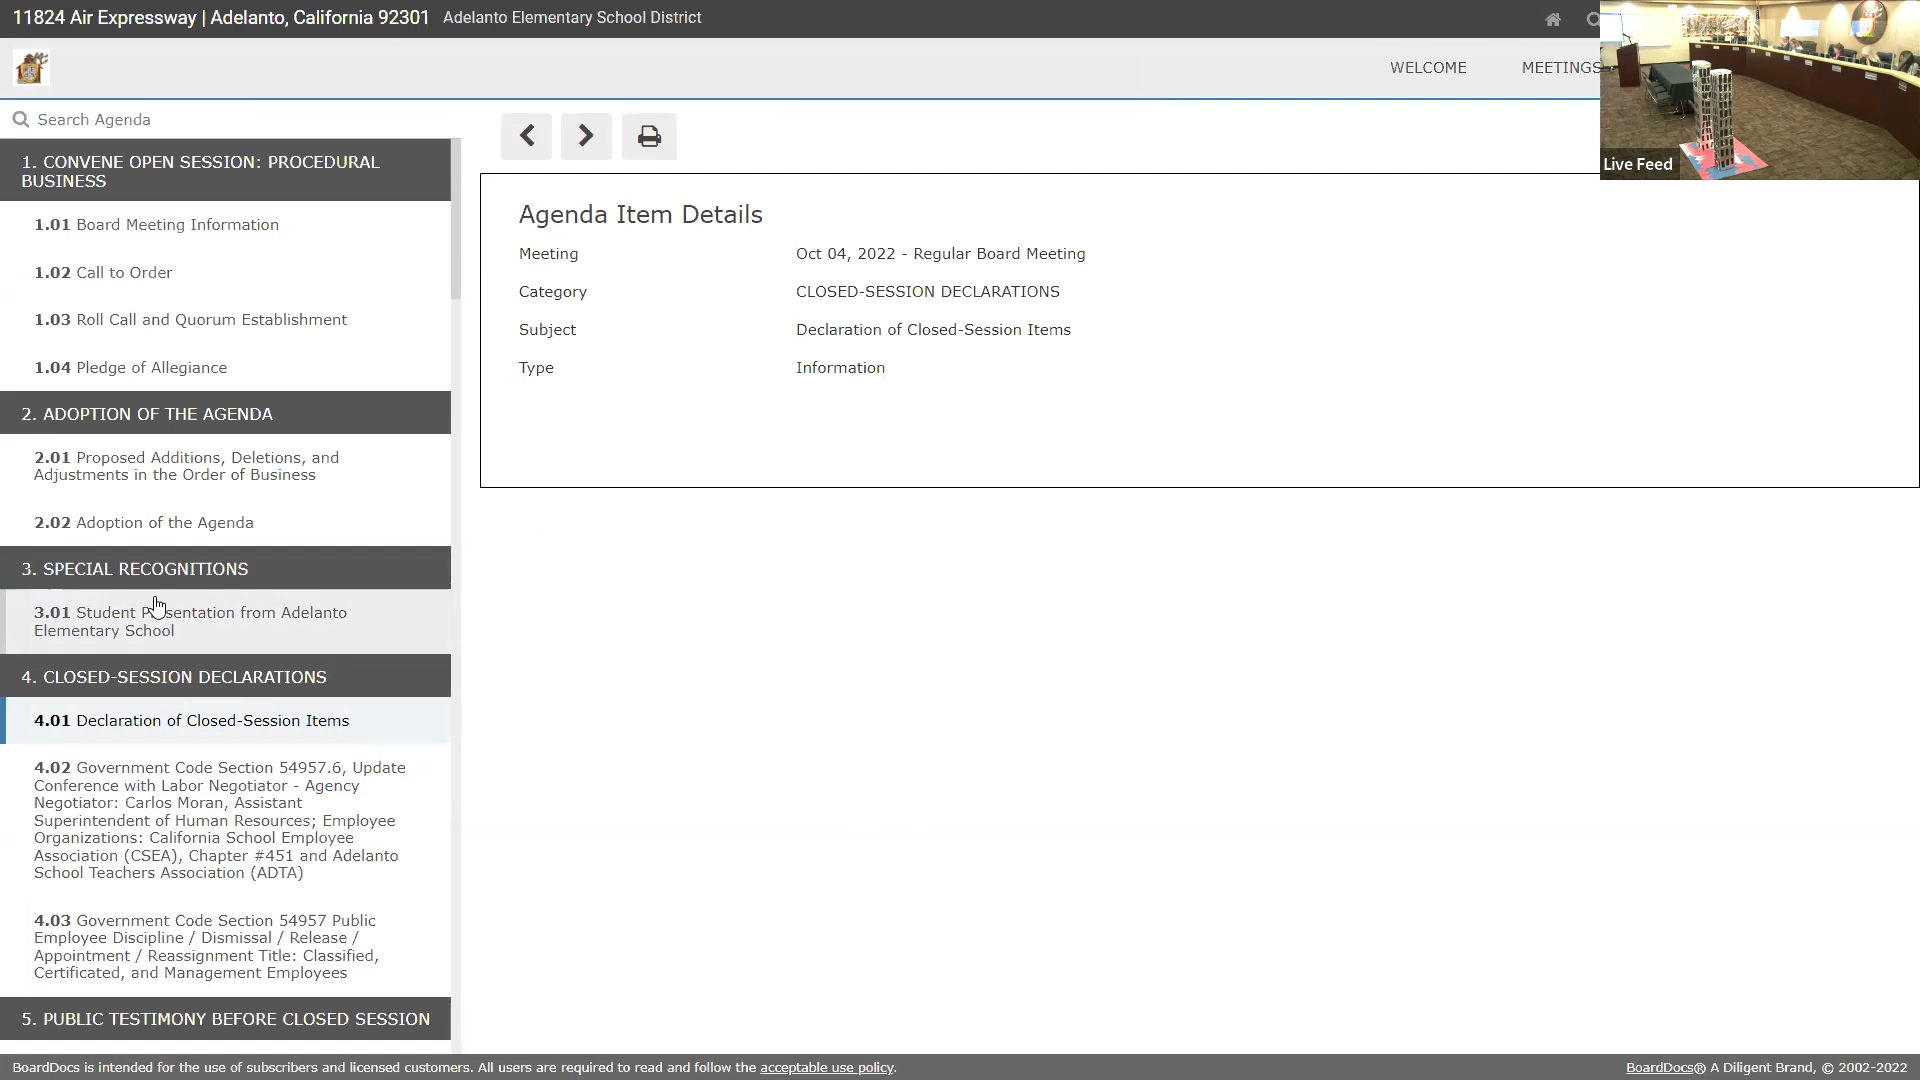 11824 Air Expressway | Adelanto, California 92301 Adelanto Elementary School District
WELCOME MEETINGS
Search Agenda
Live Feed
1. CONVENE OPEN SESSION: PROCEDURAL
BUSINESS
1.01 Board Meeting Information
1.02 Call to Order
1.03 Roll Call and Quorum Establishment
1.04 Pledge of Allegiance
2. ADOPTION OF THE AGENDA
2.01 Proposed Additions, Deletions, and
Adjustments in the Order of Business
2.02 Adoption of the Agenda
3. SPECIAL RECOGNITIONS
3.01 Student Presentation from Adelanto
Elementary School
4. CLOSED-SESSION DECLARATIONS
4.01 Declaration of Closed-Session Items
4.02 Government Code Section 54957.6, Update
Conference with Labor Negotiator - Agency
Negotiator: Carlos Moran, Assistant
Superintendent of Human Resources; Employee
Organizations: California School Employee
Association (CSEA), Chapter #451 and Adelanto
School Teachers Association (ADTA)
4.03 Government Code Section 54957 Public
Employee Discipline / Dismissal / Release /
Appointment / Reassignment Title: Classified,
Certificated, and Management Employees
5. PUBLIC TESTIMONY BEFORE CLOSED SESSION
Agenda Item Details
Meeting Oct 04, 2022 - Regular Board Meeting
Category CLOSED-SESSION DECLARATIONS
Subject Declaration of Closed-Session Items
Type Information
BoardDocs is intended for the use of subscribers and licensed customers. All users are required to read and follow the acceptable use policy.
BoardDocs® A Diligent Brand, © 2002-2022